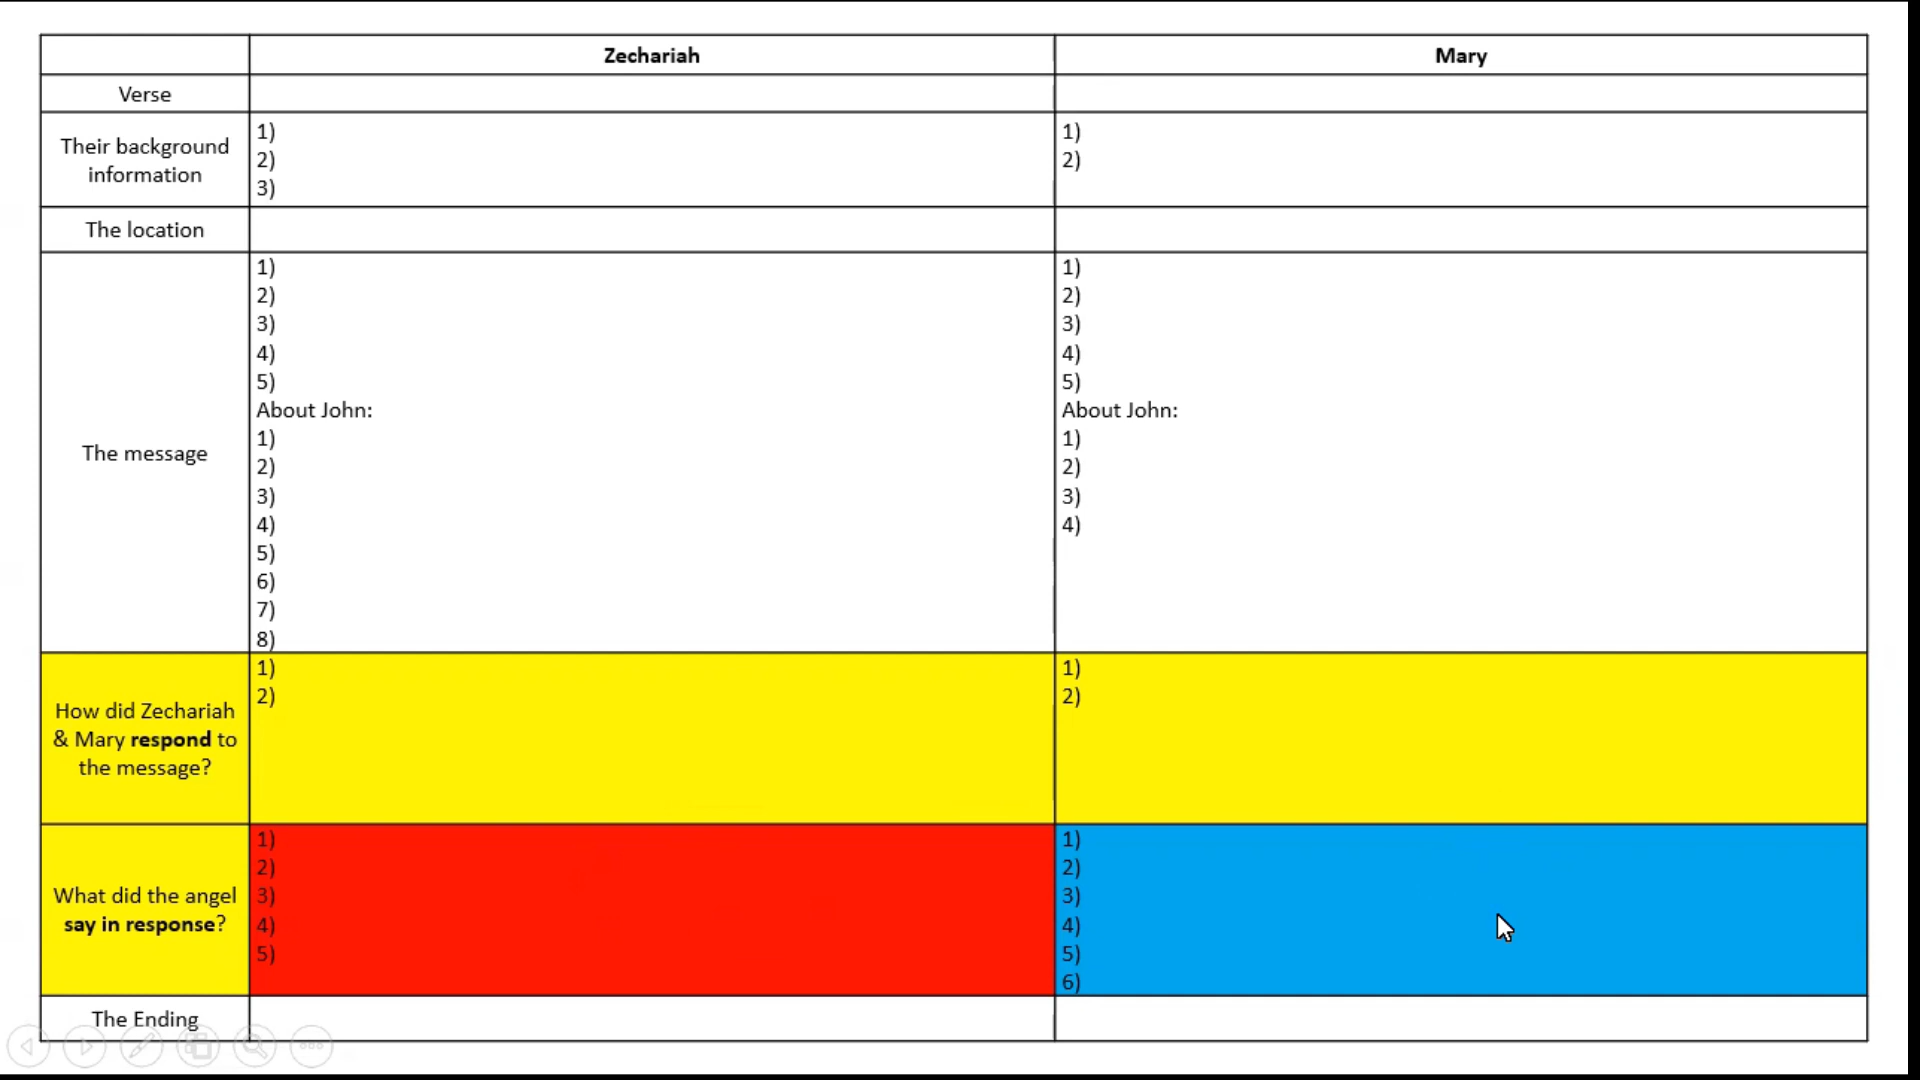 Zechariah
Mary
Verse
Their background
information
1)
2)
3)
1)
2)
The location
The message
1)
2)
3)
4)
5)
About John:
1)
2)
3)
4)
5)
6)
7)
8)
1)
2)
3)
4)
5)
About John:
1)
2)
3)
4)
How did Zechariah
& Mary respond to
the message?
1)
2)
1)
2)
What did the angel
say in response?
1)
2)
3)
4)
5)
1)
2)
3)
4)
5)
6)
The Ending